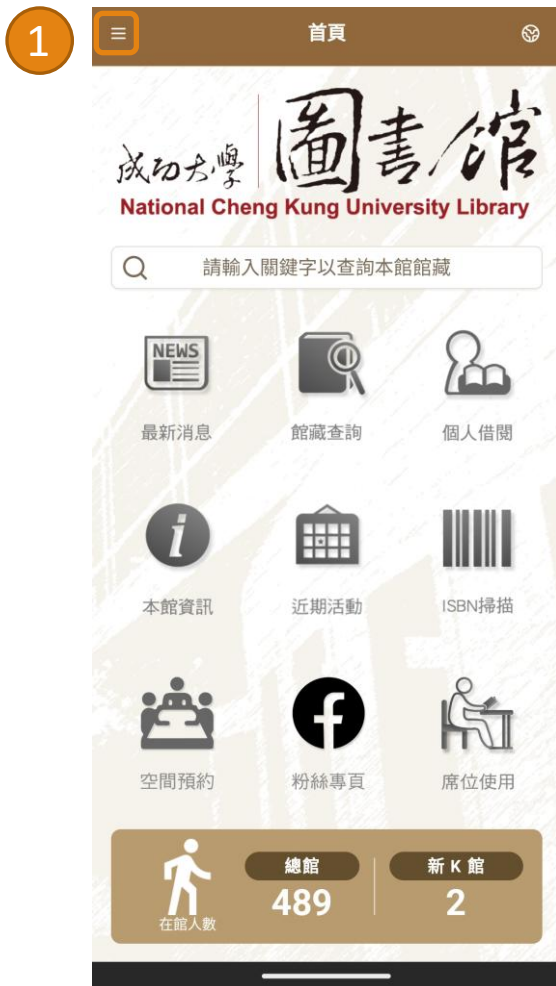 1
首頁
成功大學
圖書館
National Cheng Kung University Library
請輸入關鍵字以查詢本館館藏
NEWS
最新消息
館藏查詢
個人借閱
i
本館資訊
近期活動
ISBN掃描
空間預約
粉絲專頁
席位使用
在館人數
總館
489
新 K 館
2